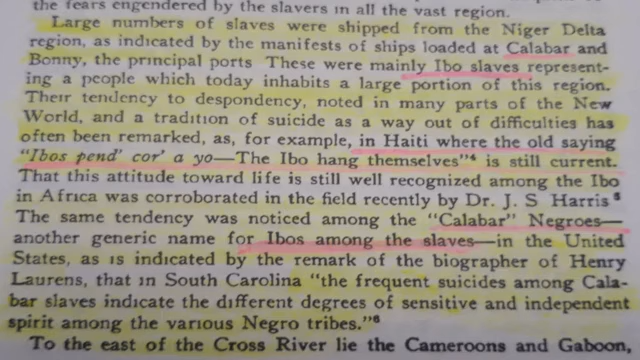 the fears engendered by the slavers in all the vast region.
Large numbers of slaves were shipped from the Niger Delta
region, as indicated by the manifests of ships loaded at Calabar and
Bonny, the principal ports These were mainly Ibo slaves represent-
ing a people which today inhabits a large portion of this region.
Their tendency to despondency, noted in many parts of the New
World, and a tradition of suicide as a way out of difficulties has
often been remarked, as, for example, in Haiti where the old saying
"Ibos pend' cor' a yo—The Ibo hang themselves"⁴ is still current.
That this attitude toward life is still well recognized among the Ibo
in Africa was corroborated in the field recently by Dr. J. S Harris⁵
The same tendency was noticed among the "Calabar" Negroes—
another generic name for Ibos among the slaves—in the United
States, as is indicated by the remark of the biographer of Henry
Laurens, that in South Carolina "the frequent suicides among Cala-
bar slaves indicate the different degrees of sensitive and independent
spirit among the various Negro tribes."⁶
To the east of the Cross River lie the Cameroons and Gaboon,